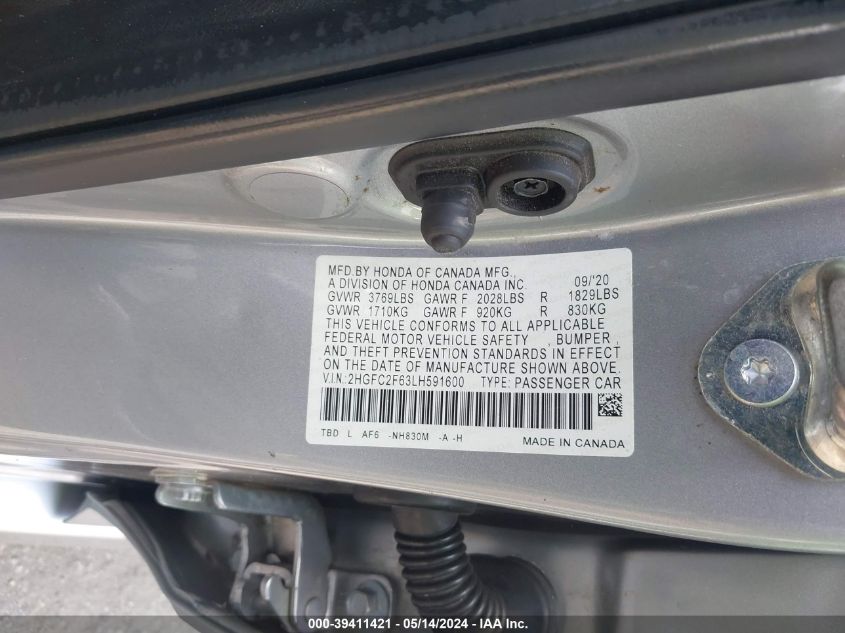 MFD.BY HONDA OF CANADA MFG.,
A DIVISION OF HONDA CANADA INC. 09/'20
GVWR 3769LBS GAWR F 2028LBS R 1829LBS
GVWR 1710KG GAWR F 920KG R 830KG
THIS VEHICLE CONFORMS TO ALL APPLICABLE
FEDERAL MOTOR VEHICLE SAFETY , BUMPER ,
AND THEFT PREVENTION STANDARDS IN EFFECT
ON THE DATE OF MANUFACTURE SHOWN ABOVE.
V.I.N.:2HGFC2F63LH591600 TYPE: PASSENGER CAR
TBD L AF6 -NH830M -A -H
MADE IN CANADA
000-39411421 - 05/14/2024 - IAA Inc.